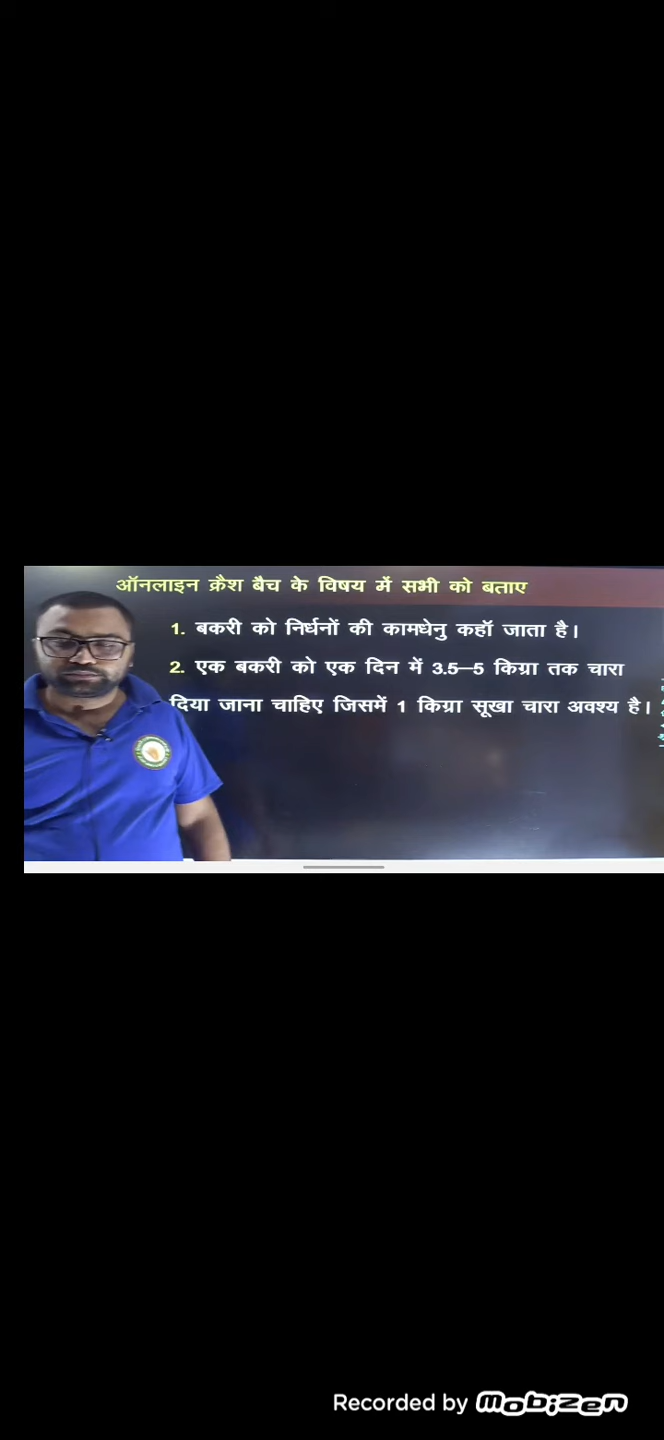 ऑनलाइन क्रैश बैच के विषय में सभी को बताए
1. बकरी को निर्धनों की कामधेनु कहाँ जाता है।
2. एक बकरी को एक दिन में 3.5–5 किग्रा तक चारा
दिया जाना चाहिए जिसमें 1 किग्रा सूखा चारा अवश्य है।
Recorded by Mobizen